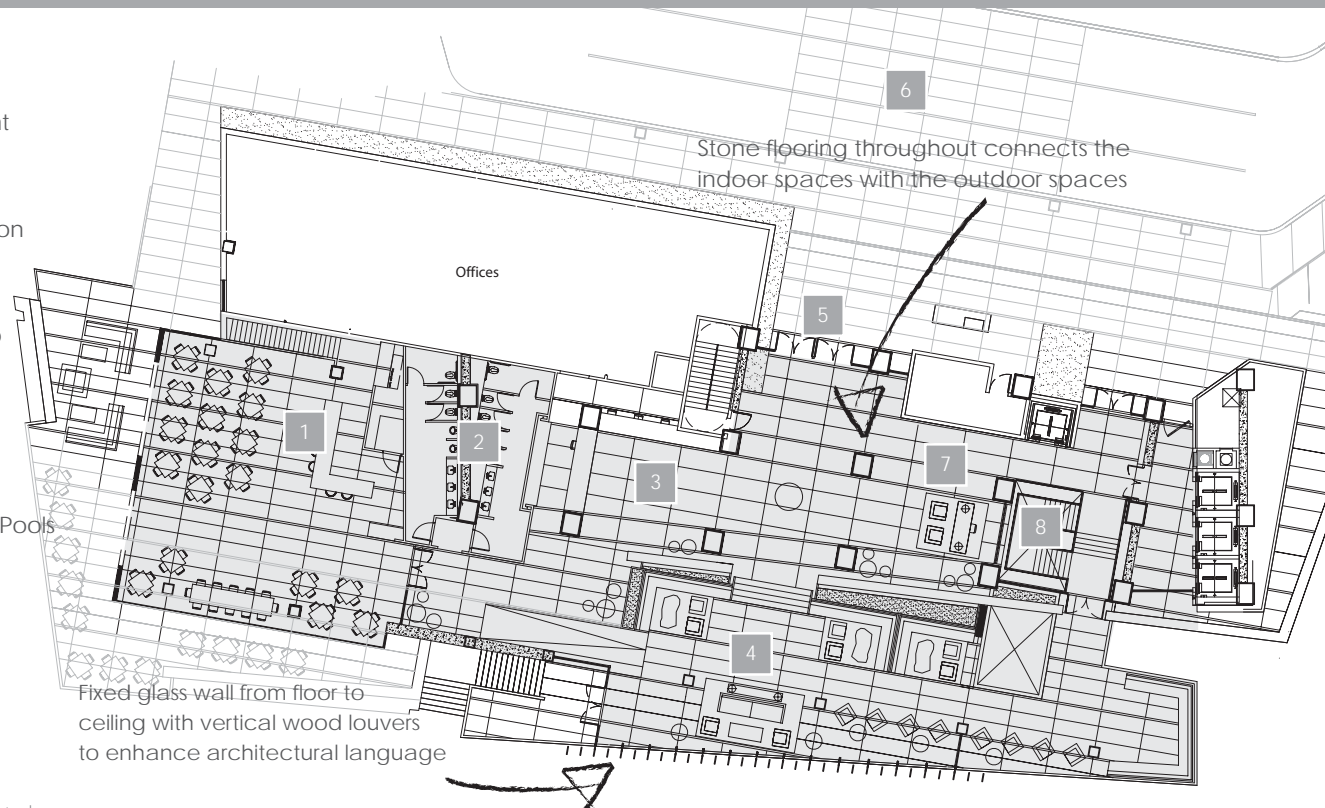 6
Stone flooring throughout connects the
indoor spaces with the outdoor spaces
on
Offices
5
1
2
3
7
8
Pools
4
Fixed glass wall from floor to
ceiling with vertical wood louvers
to enhance architectural language